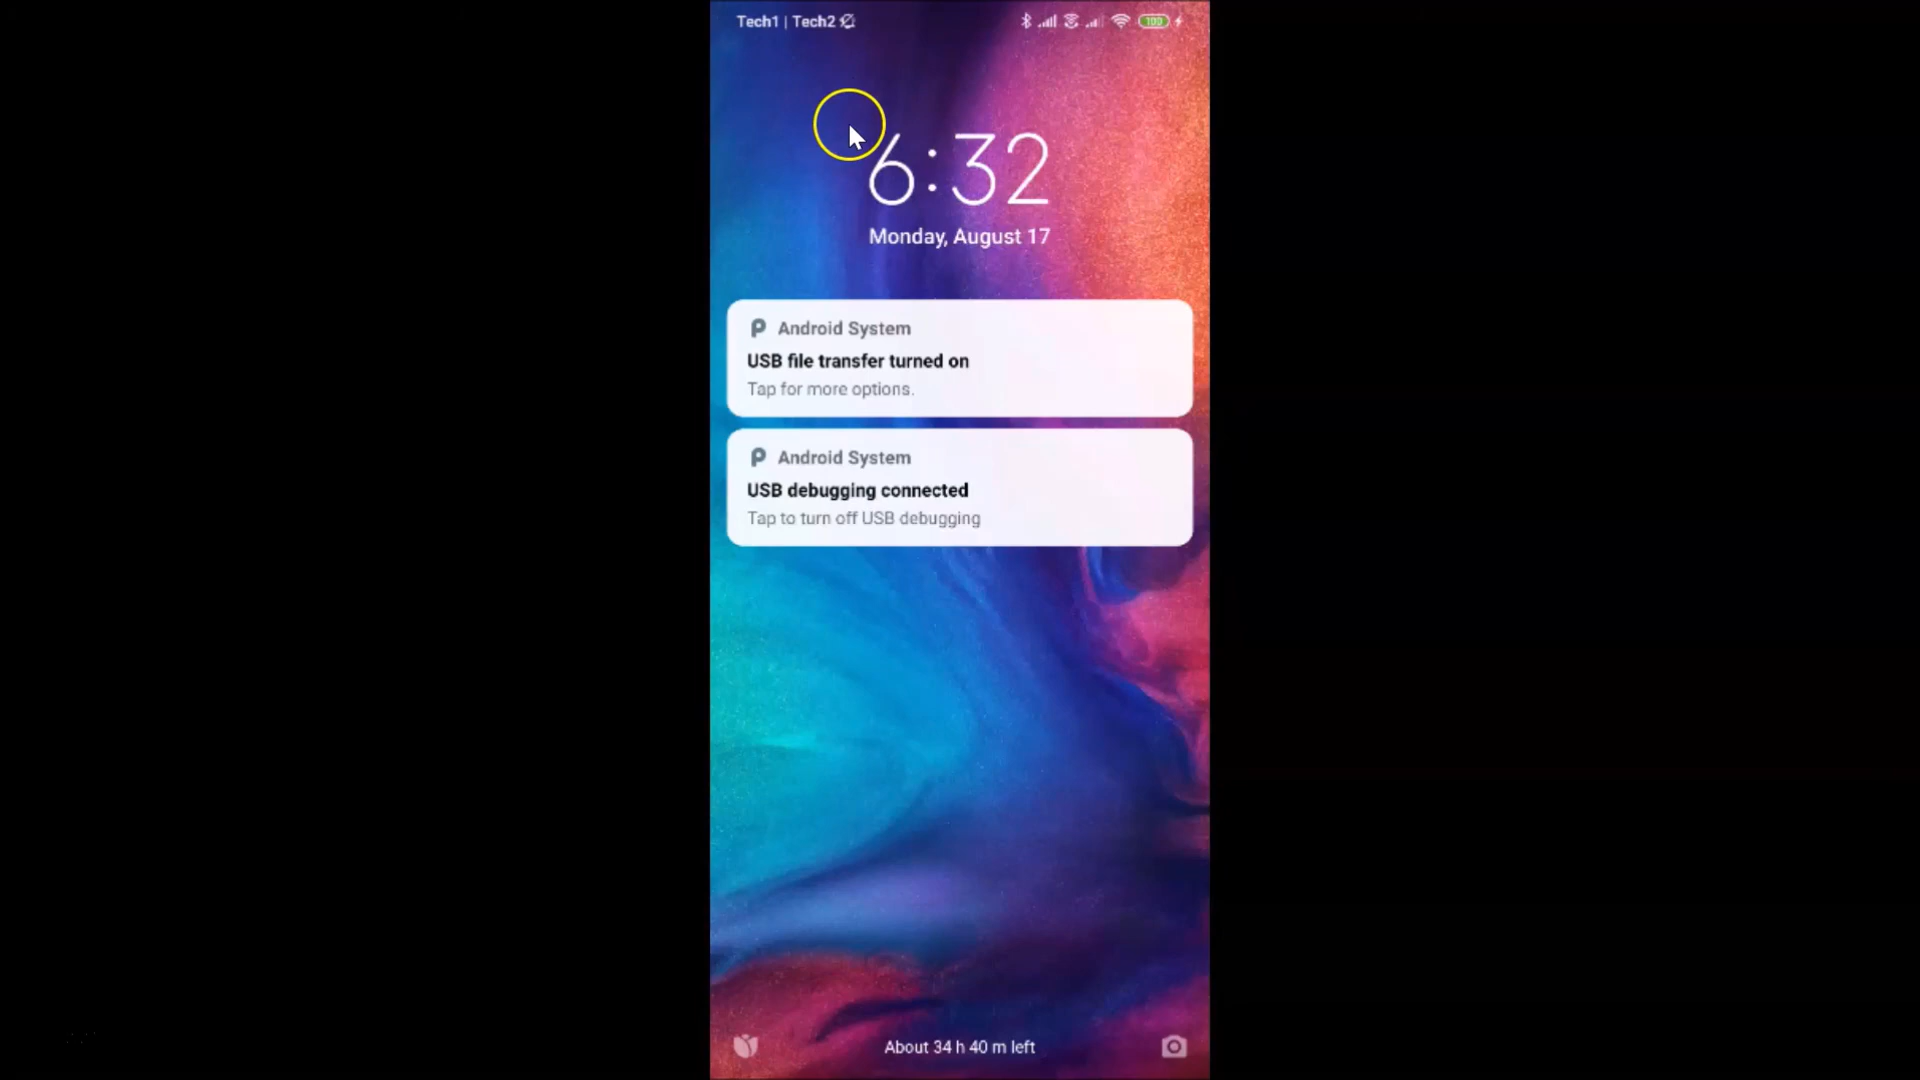 Tech1 | Tech2
100
6:32
Monday, August 17
Android System
USB file transfer turned on
Tap for more options.
Android System
USB debugging connected
Tap to turn off USB debugging
About 34 h 40 m left